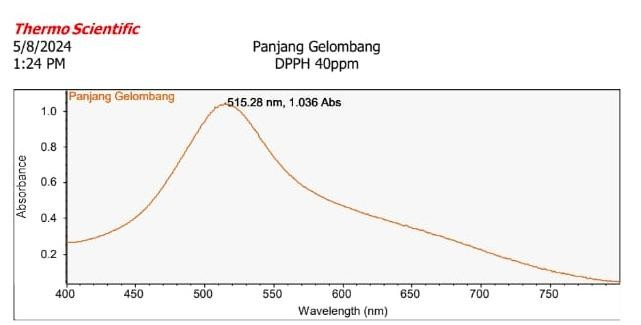 Thermo Scientific
5/8/2024
1:24 PM
Panjang Gelombang
DPPH 40ppm
Panjang Gelombang
515.28 nm, 1.036 Abs
Absorbance
1.0
0.8
0.6
0.4
0.2
400 450 500 550 600 650 700 750
Wavelength (nm)